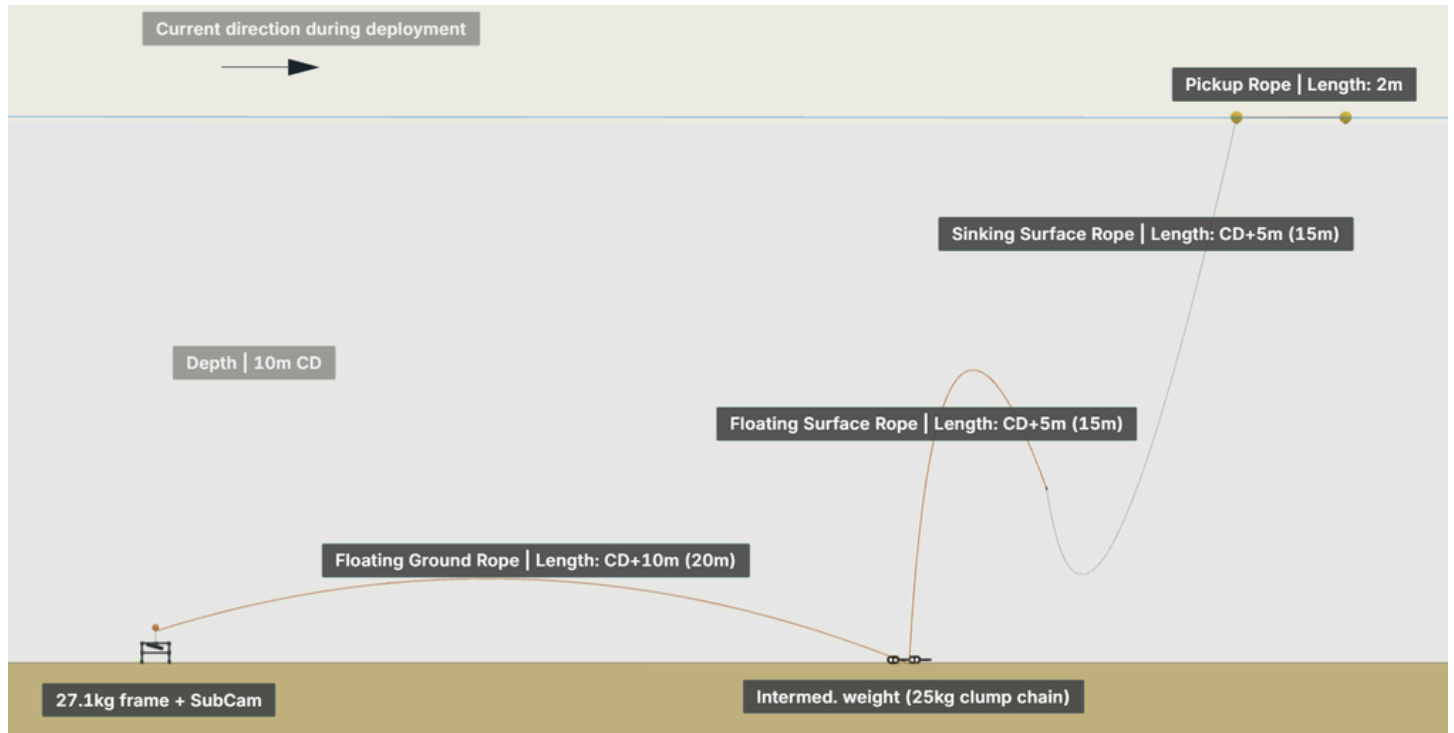 Current direction during deployment
Pickup Rope | Length: 2m
Sinking Surface Rope | Length: CD+5m (15m)
Depth | 10m CD
Floating Surface Rope | Length: CD+5m (15m)
Floating Ground Rope | Length: CD+10m (20m)
27.1kg frame + SubCam
Intermed. weight (25kg clump chain)